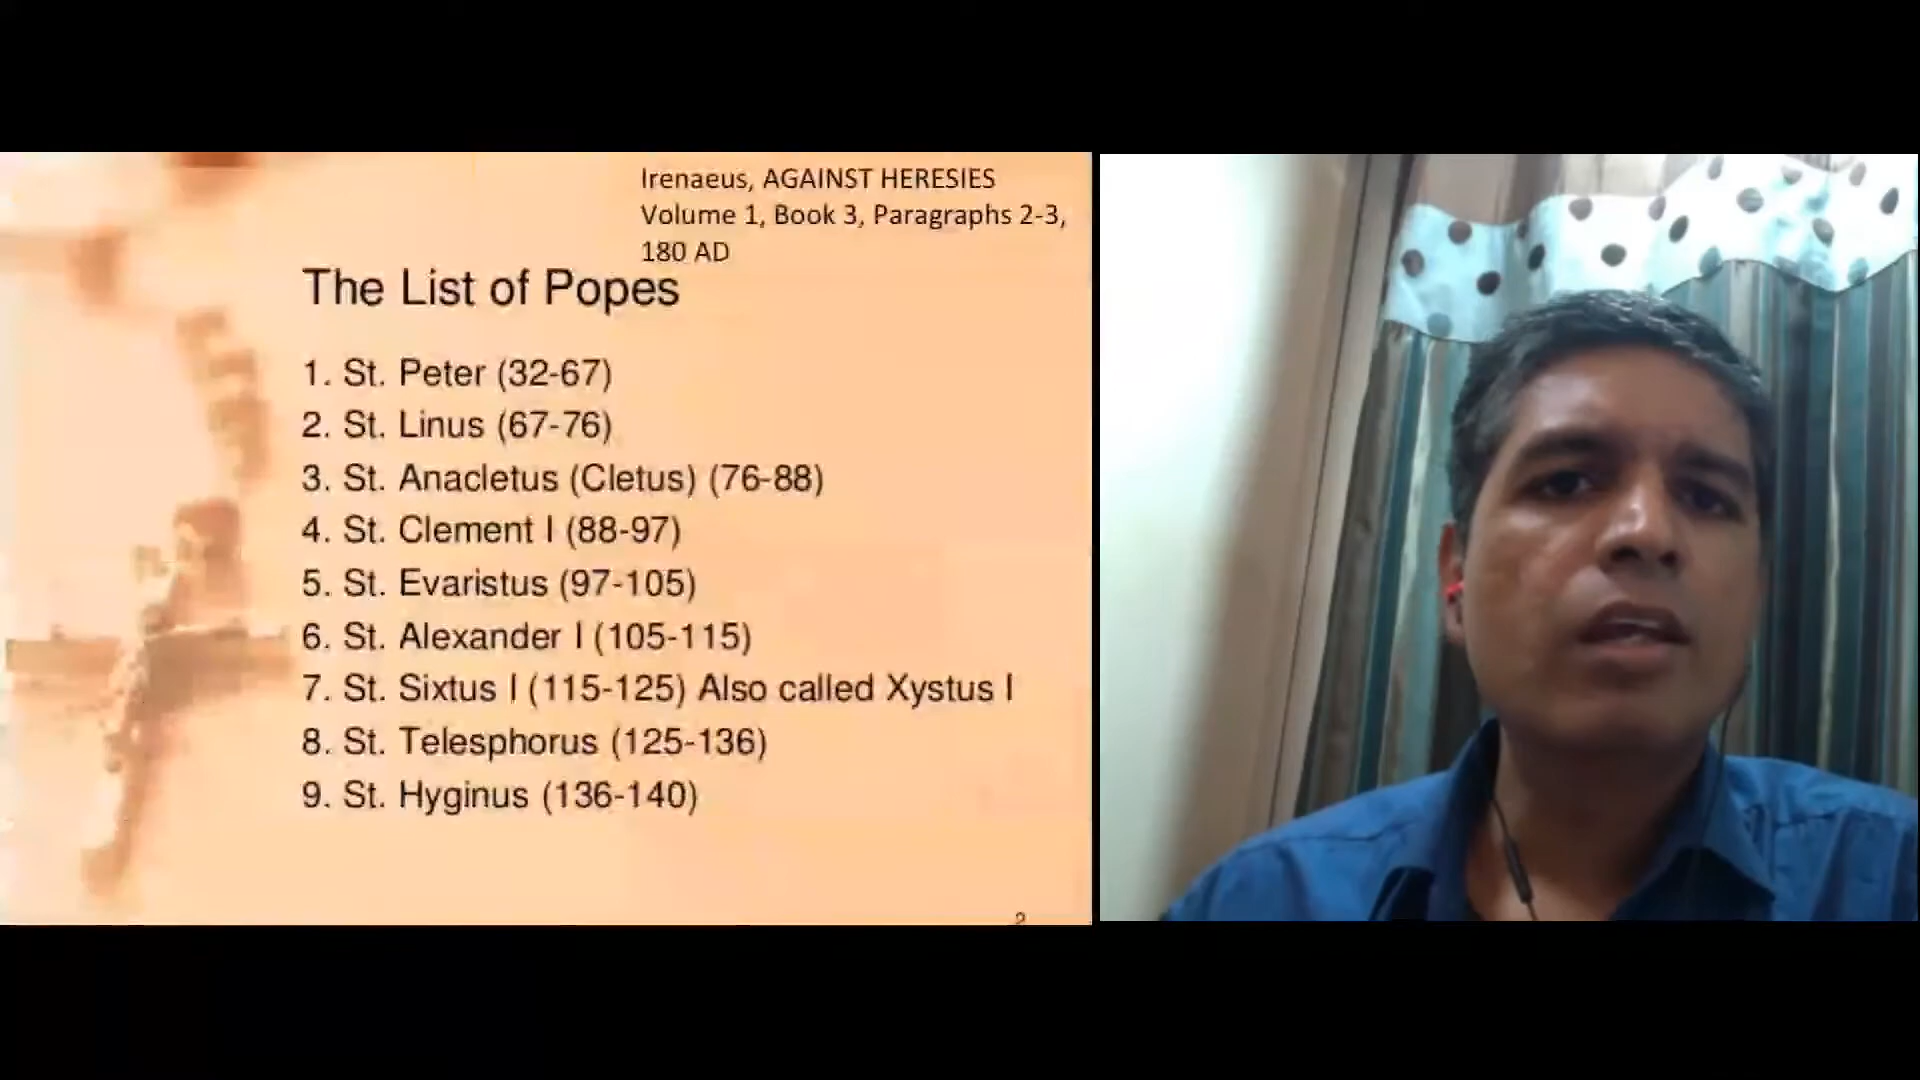 Irenaeus, AGAINST HERESIES
Volume 1, Book 3, Paragraphs 2-3,
180 AD
The List of Popes
1. St. Peter (32-67)
2. St. Linus (67-76)
3. St. Anacletus (Cletus) (76-88)
4. St. Clement I (88-97)
5. St. Evaristus (97-105)
6. St. Alexander I (105-115)
7. St. Sixtus I (115-125) Also called Xystus I
8. St. Telesphorus (125-136)
9. St. Hyginus (136-140)
2